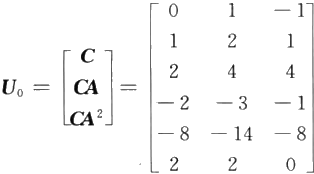 U₀ = [C; CA; CA²] = [0 1 −1; 1 2 1; 2 4 4; −2 −3 −1; −8 −14 −8; 2 2 0]